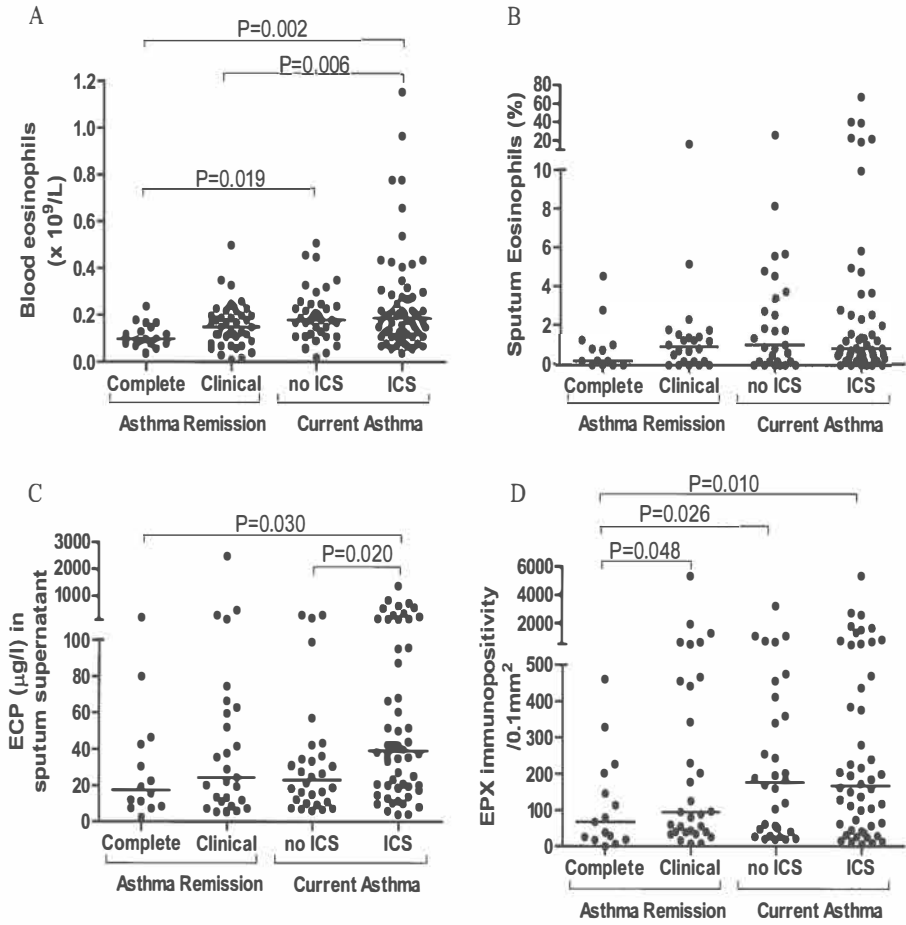 A
P=0.002
P=0.006
P=0.019
Blood eosinophils
(x 10⁹/L)
1.2
1.0
0.8
0.6
0.4
0.2
0.0
Complete Clinical no ICS ICS
Asthma Remission Current Asthma
B
Sputum Eosinophils (%)
80
60
40
20
10
8
6
4
2
0
Complete Clinical no ICS ICS
Asthma Remission Current Asthma
C
P=0.030
P=0.020
ECP (µg/l) in
sputum supernatant
3000
2000
1000
100
80
60
40
20
0
Complete Clinical no ICS ICS
Asthma Remission Current Asthma
D
P=0.010
P=0.026
P=0.048
EPX immunopositivity
/0.1mm²
6000
4000
2000
500
400
300
200
100
0
Complete Clinical no ICS ICS
Asthma Remission Current Asthma